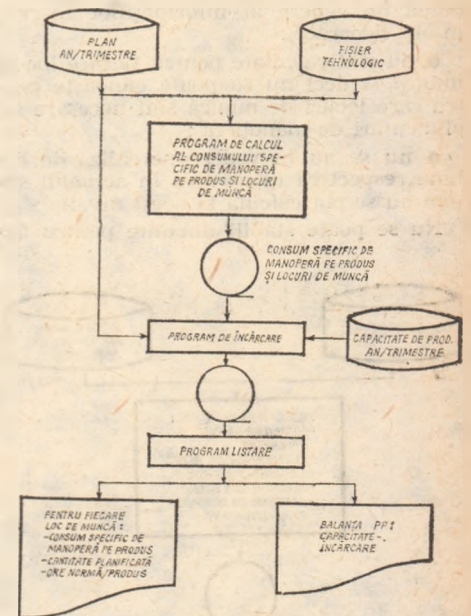 PLAN
AN/TRIMESTRE
FIȘIER
TEHNOLOGIC
PROGRAM DE CALCUL
AL CONSUMULUI SPE-
CIFIC DE MANOPERĂ
PE PRODUS ȘI LOCURI
DE MUNCĂ
CONSUM SPECIFIC DE
MANOPERĂ PE PRODUS
ȘI LOCURI DE MUNCĂ
PROGRAM DE ÎNCĂRCARE
CAPACITATE DE PROD.
AN/TRIMESTRE
PROGRAM LISTARE
PENTRU FIECARE
LOC DE MUNCĂ:
-CONSUM SPECIFIC DE
MANOPERĂ PE PRODUS
-CANTITATE PLANIFICATĂ
-ORE NORMĂ/PRODUS
BALANȚA PP1
CAPACITATE-
ÎNCĂRCARE